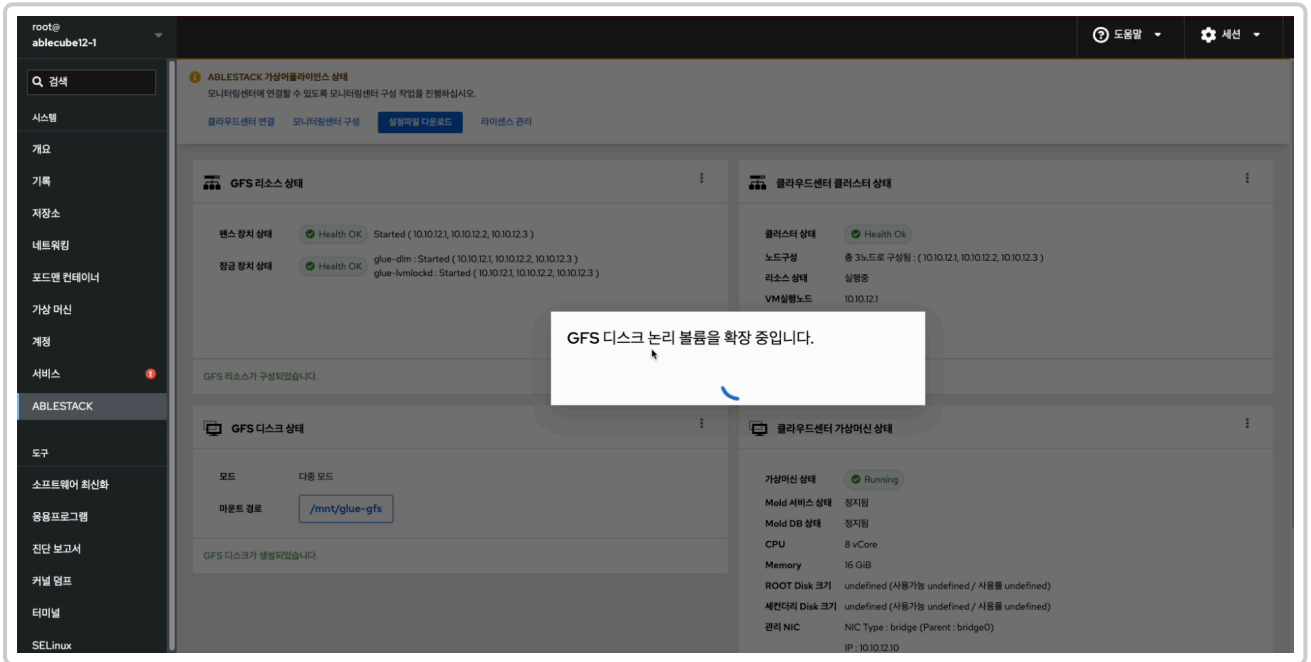 root@
ablecube12-1
도움말
세션
검색
시스템
개요
기록
저장소
네트워킹
포드맨 컨테이너
가상 머신
계정
서비스
ABLESTACK
도구
소프트웨어 최신화
응용프로그램
진단 보고서
커널 덤프
터미널
SELinux
ABLESTACK 가상어플라이언스 상태
모니터링센터에 연결할 수 있도록 모니터링센터 구성 작업을 진행하십시오.
클라우드센터 연결 모니터링센터 구성 설정파일 다운로드 라이센스 관리
GFS 리소스 상태
펜스 장치 상태 Health OK Started ( 10.10.12.1, 10.10.12.2, 10.10.12.3 )
잠금 장치 상태 Health OK glue-dlm : Started ( 10.10.12.1, 10.10.12.2, 10.10.12.3 )
glue-lvmlockd : Started ( 10.10.12.1, 10.10.12.2, 10.10.12.3 )
GFS 리소스가 구성되었습니다.
클라우드센터 클러스터 상태
클러스터 상태 Health Ok
노드구성 총 3노드로 구성됨 : ( 10.10.12.1, 10.10.12.2, 10.10.12.3 )
리소스 상태 실행중
VM실행노드 10.10.12.1
GFS 디스크 논리 볼륨을 확장 중입니다.
GFS 디스크 상태
모드 다중 모드
마운트 경로 /mnt/glue-gfs
GFS 디스크가 생성되었습니다.
클라우드센터 가상머신 상태
가상머신 상태 Running
Mold 서비스 상태 정지됨
Mold DB 상태 정지됨
CPU 8 vCore
Memory 16 GiB
ROOT Disk 크기 undefined (사용가능 undefined / 사용률 undefined)
세컨더리 Disk 크기 undefined (사용가능 undefined / 사용률 undefined)
관리 NIC NIC Type : bridge (Parent : bridge0)
IP : 10.10.12.10